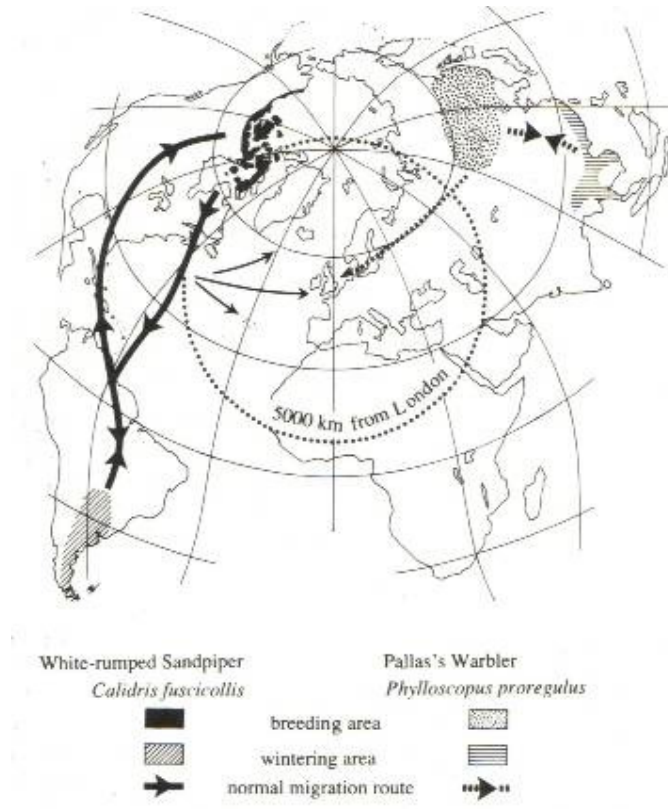 5000 km from London
White-rumped Sandpiper Pallas's Warbler
Calidris fuscicollis Phylloscopus proregulus
breeding area
wintering area
normal migration route